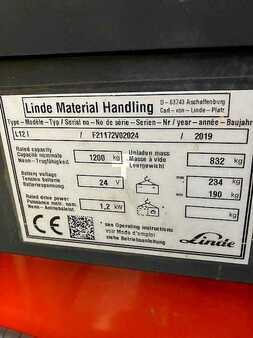 Linde Material Handling
D - 63743 Aschaffenburg
Carl - von - Linde - Platz
Type - Modèle - Typ / Serial no - No de série - Serien - Nr / year - année - Baujahr
L12 i / F21172V02024 / 2019
Rated capacity
Capacité nominale
Nenn - Tragfähigkeit
1200 kg
Unladen mass
Masse à vide
Leergewicht
832 kg
Battery voltage
Tension batterie
Batteriespannung
24 V
max 234 kg
min 190 kg
Rated drive power
Puissance motr. nom.
Nenn - Antriebsleist
1,2 kW
CE
see Operating instructions
voir Mode d'emploi
siehe Betriebsanleitung
Linde